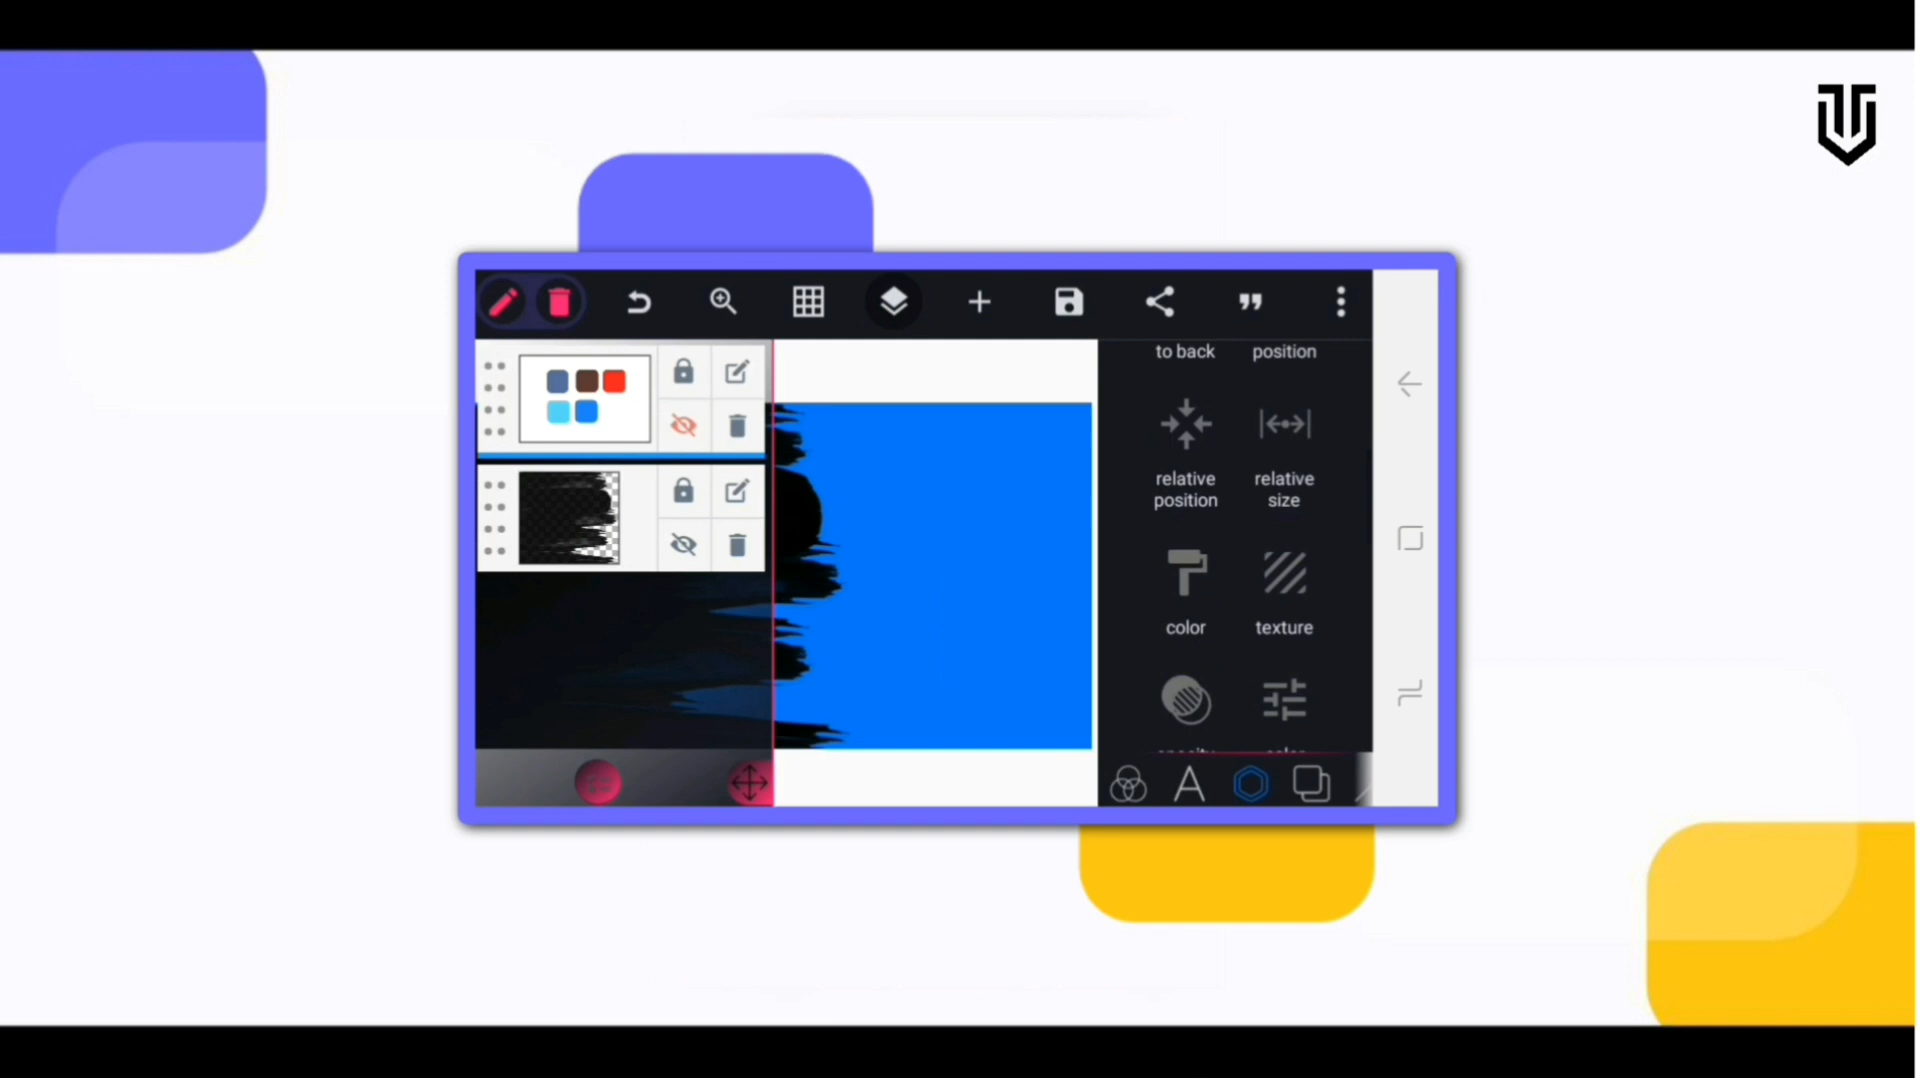 to back
position
relative
position
relative
size
color
texture